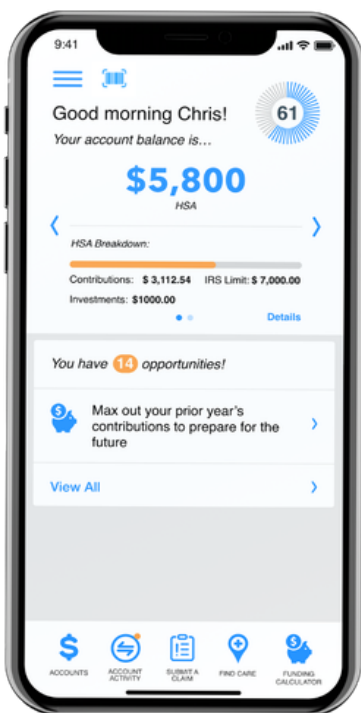 9:41
Good morning Chris!
61
Your account balance is...
$5,800
HSA
HSA Breakdown:
Contributions: $ 3,112.54 IRS Limit: $ 7,000.00
Investments: $1000.00
Details
You have 14 opportunities!
Max out your prior year's
contributions to prepare for the
future
View All
ACCOUNTS
ACCOUNT
ACTIVITY
SUBMIT A
CLAIM
FIND CARE
FUNDING
CALCULATOR